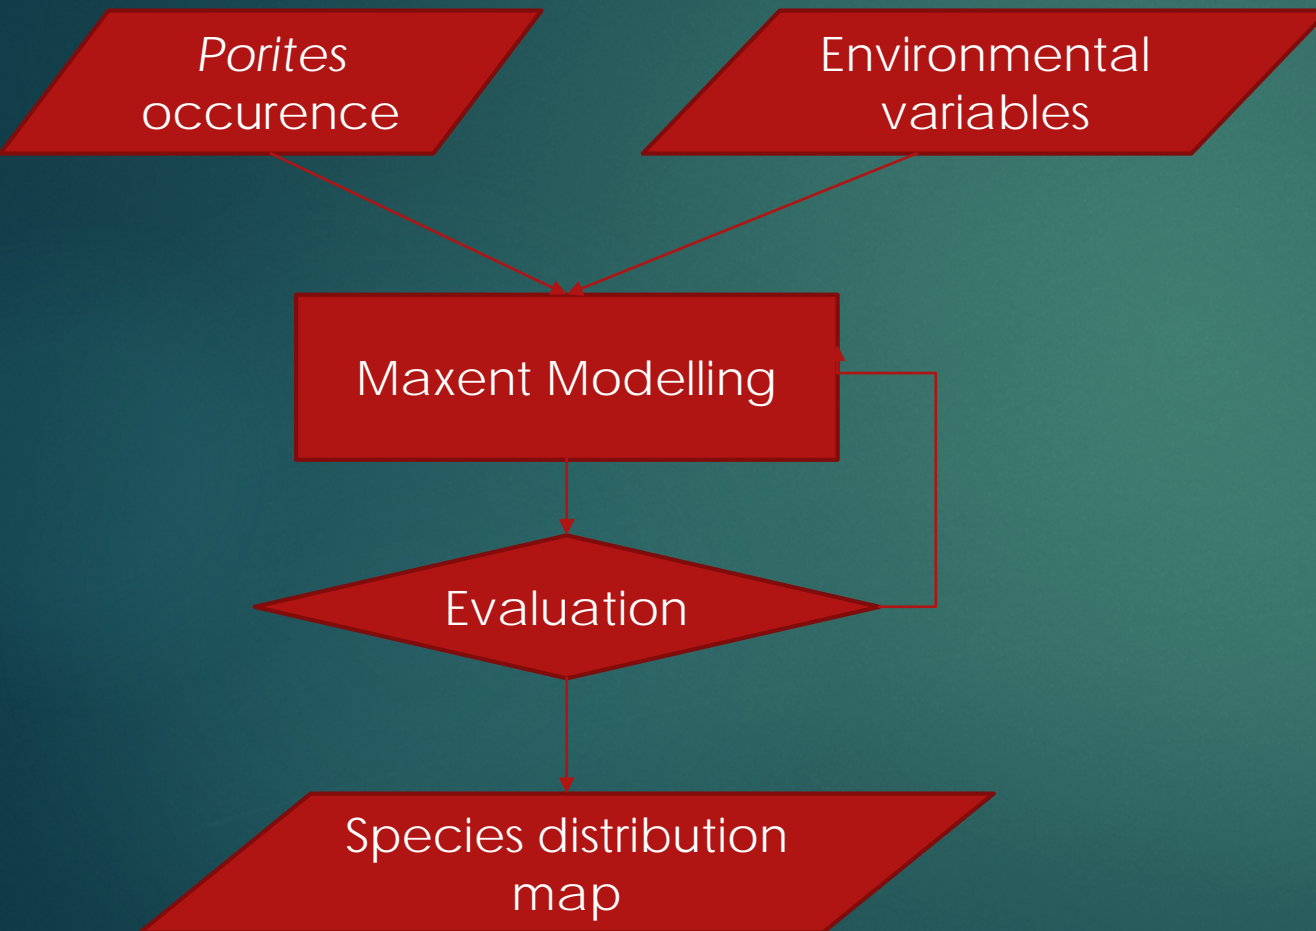 Porites
occurence
Environmental
variables
Maxent Modelling
Evaluation
Species distribution
map